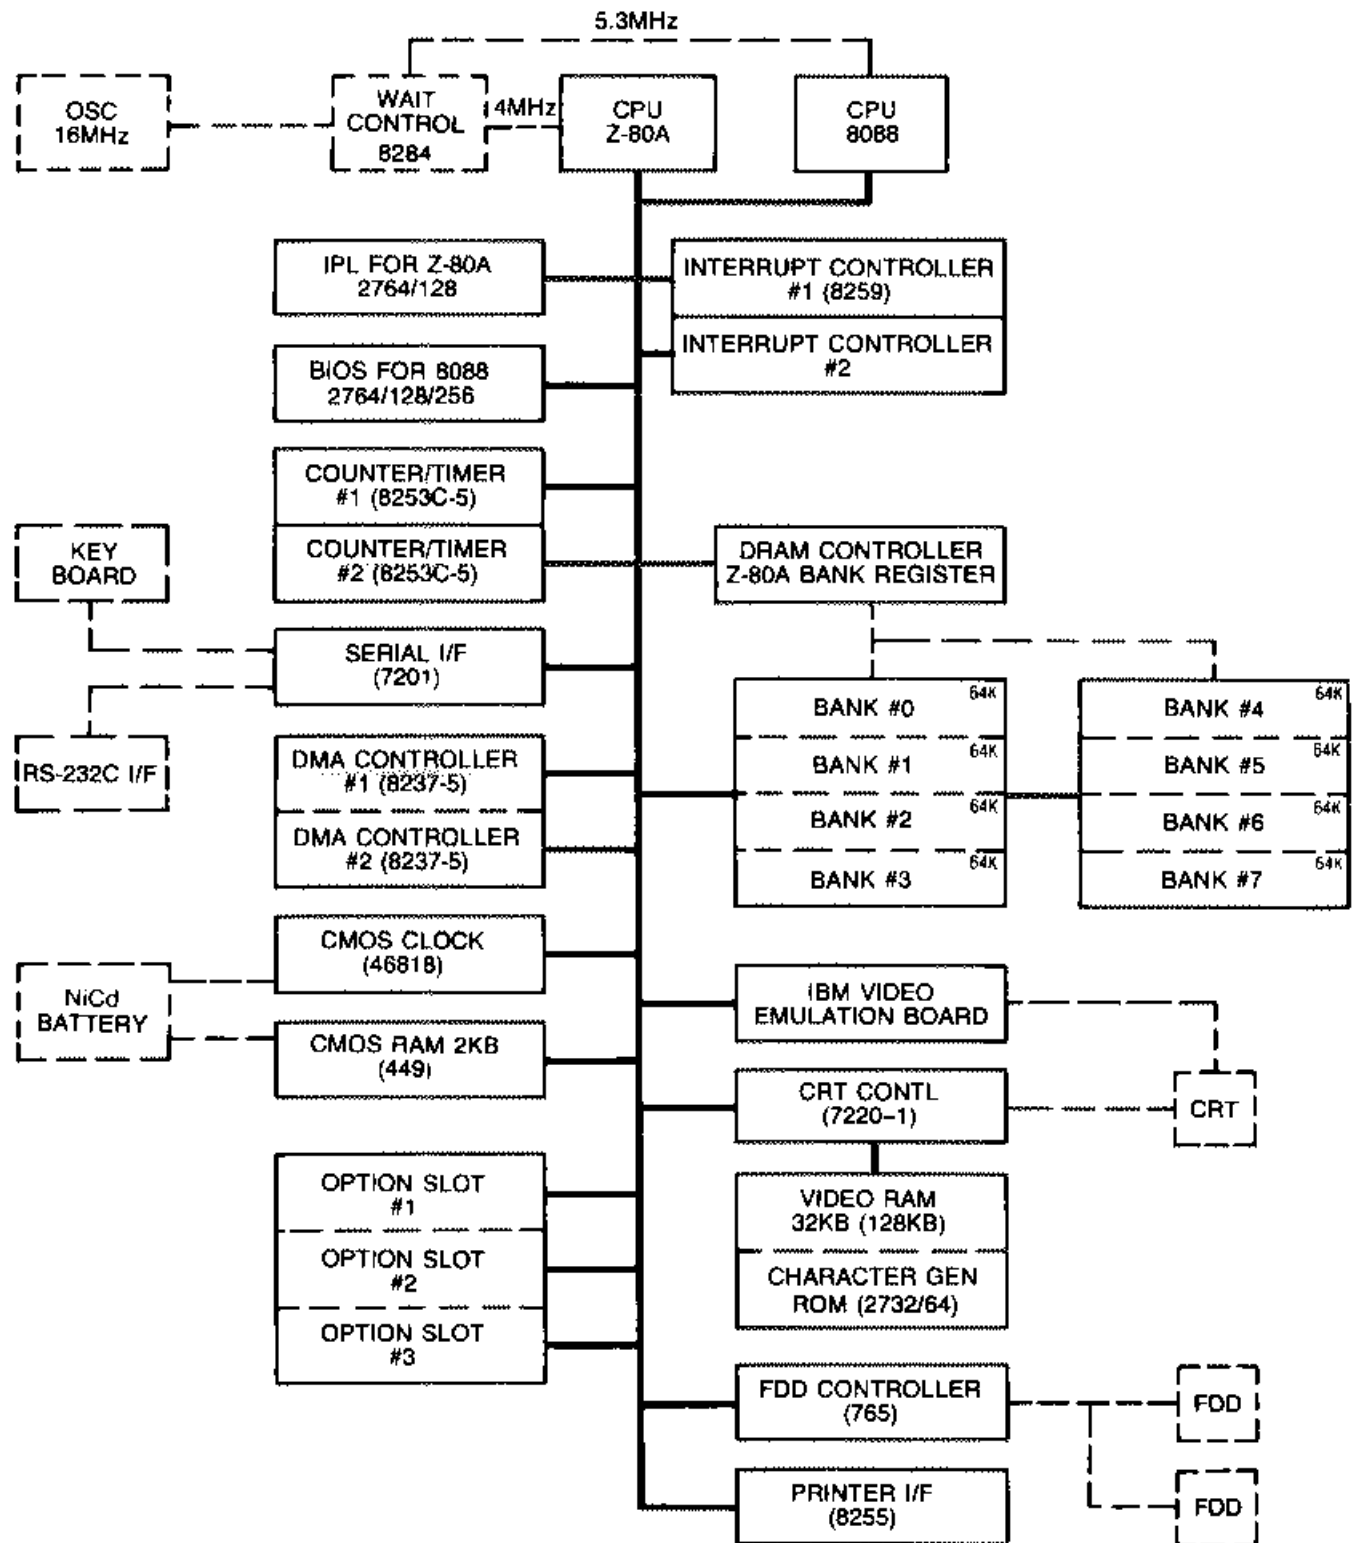 5.3MHz
OSC
16MHz
WAIT
CONTROL
8284
4MHz
CPU
Z-80A
CPU
8088
IPL FOR Z-80A
2764/128
INTERRUPT CONTROLLER
#1 (8259)
INTERRUPT CONTROLLER
#2
BIOS FOR 8088
2764/128/256
COUNTER/TIMER
#1 (8253C-5)
COUNTER/TIMER
#2 (8253C-5)
KEY
BOARD
DRAM CONTROLLER
Z-80A BANK REGISTER
SERIAL I/F
(7201)
RS-232C I/F
BANK #0
64K
BANK #1
64K
BANK #2
64K
BANK #3
64K
BANK #4
64K
BANK #5
64K
BANK #6
64K
BANK #7
64K
DMA CONTROLLER
#1 (8237-5)
DMA CONTROLLER
#2 (8237-5)
CMOS CLOCK
(46818)
NiCd
BATTERY
CMOS RAM 2KB
(449)
IBM VIDEO
EMULATION BOARD
CRT CONTL
(7220-1)
CRT
OPTION SLOT
#1
OPTION SLOT
#2
OPTION SLOT
#3
VIDEO RAM
32KB (128KB)
CHARACTER GEN
ROM (2732/64)
FDD CONTROLLER
(765)
FDD
FDD
PRINTER I/F
(8255)